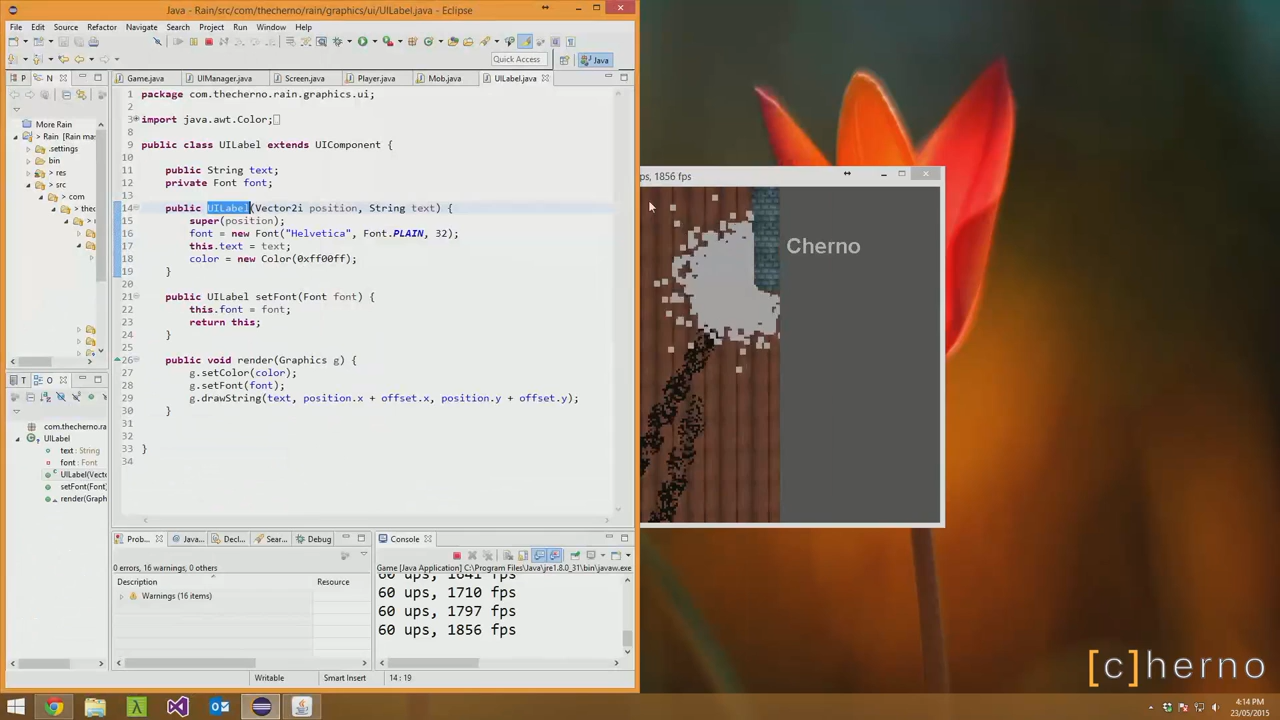 Java - Rain/src/com/thecherno/rain/graphics/ui/UILabel.java - Eclipse
File Edit Source Refactor Navigate Search Project Run Window Help
Quick Access
Java
P N
Game.java UIManager.java Screen.java Player.java Mob.java UILabel.java
More Rain
> Rain [Rain ma
.settings
bin
> res
> src
> com
> thec
1 package com.thecherno.rain.graphics.ui;
2
3 import java.awt.Color;
8
9 public class UILabel extends UIComponent {
10
11 public String text;
12 private Font font;
13
14 public UILabel(Vector2i position, String text) {
15 super(position);
16 font = new Font("Helvetica", Font.PLAIN, 32);
17 this.text = text;
18 color = new Color(0xff00ff);
19 }
20
21 public UILabel setFont(Font font) {
22 this.font = font;
23 return this;
24 }
25
26 public void render(Graphics g) {
27 g.setColor(color);
28 g.setFont(font);
29 g.drawString(text, position.x + offset.x, position.y + offset.y);
30 }
31
32
33 }
34
T O
com.thecherno.ra
UILabel
text : String
font : Font
UILabel(Vect
setFont(Font
render(Graph
Prob... Java... Decl... Sear... Debug
0 errors, 16 warnings, 0 others
Description Resource
Warnings (16 items)
Console
Game [Java Application] C:\Program Files\Java\jre1.8.0_31\bin\javaw.exe
60 ups, 1641 fps
60 ups, 1710 fps
60 ups, 1797 fps
60 ups, 1856 fps
Writable Smart Insert 14 : 19
ps, 1856 fps
Cherno
[c]herno
4:14 PM
23/05/2015